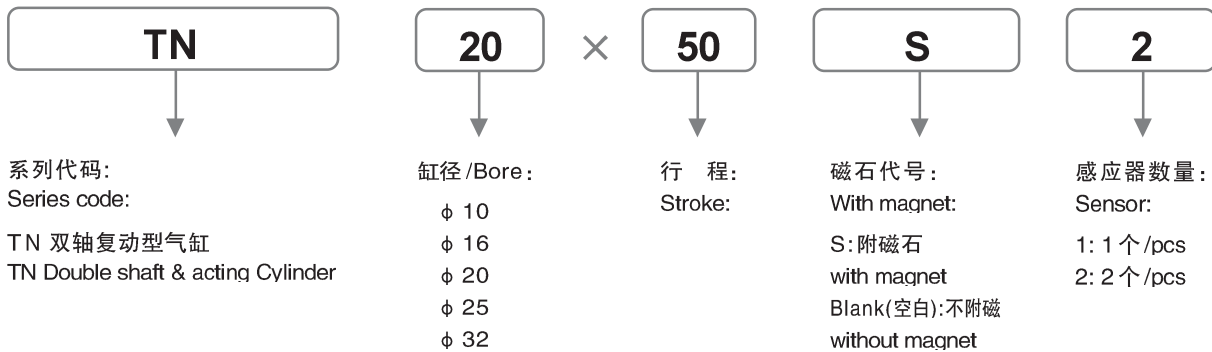 TN 20 × 50 S 2
系列代码:
Series code:
TN 双轴复动型气缸
TN Double shaft & acting Cylinder
缸径/Bore:
ϕ 10
ϕ 16
ϕ 20
ϕ 25
ϕ 32
行 程:
Stroke:
磁石代号:
With magnet:
S:附磁石
with magnet
Blank(空白):不附磁
without magnet
感应器数量:
Sensor:
1: 1个/pcs
2: 2个/pcs